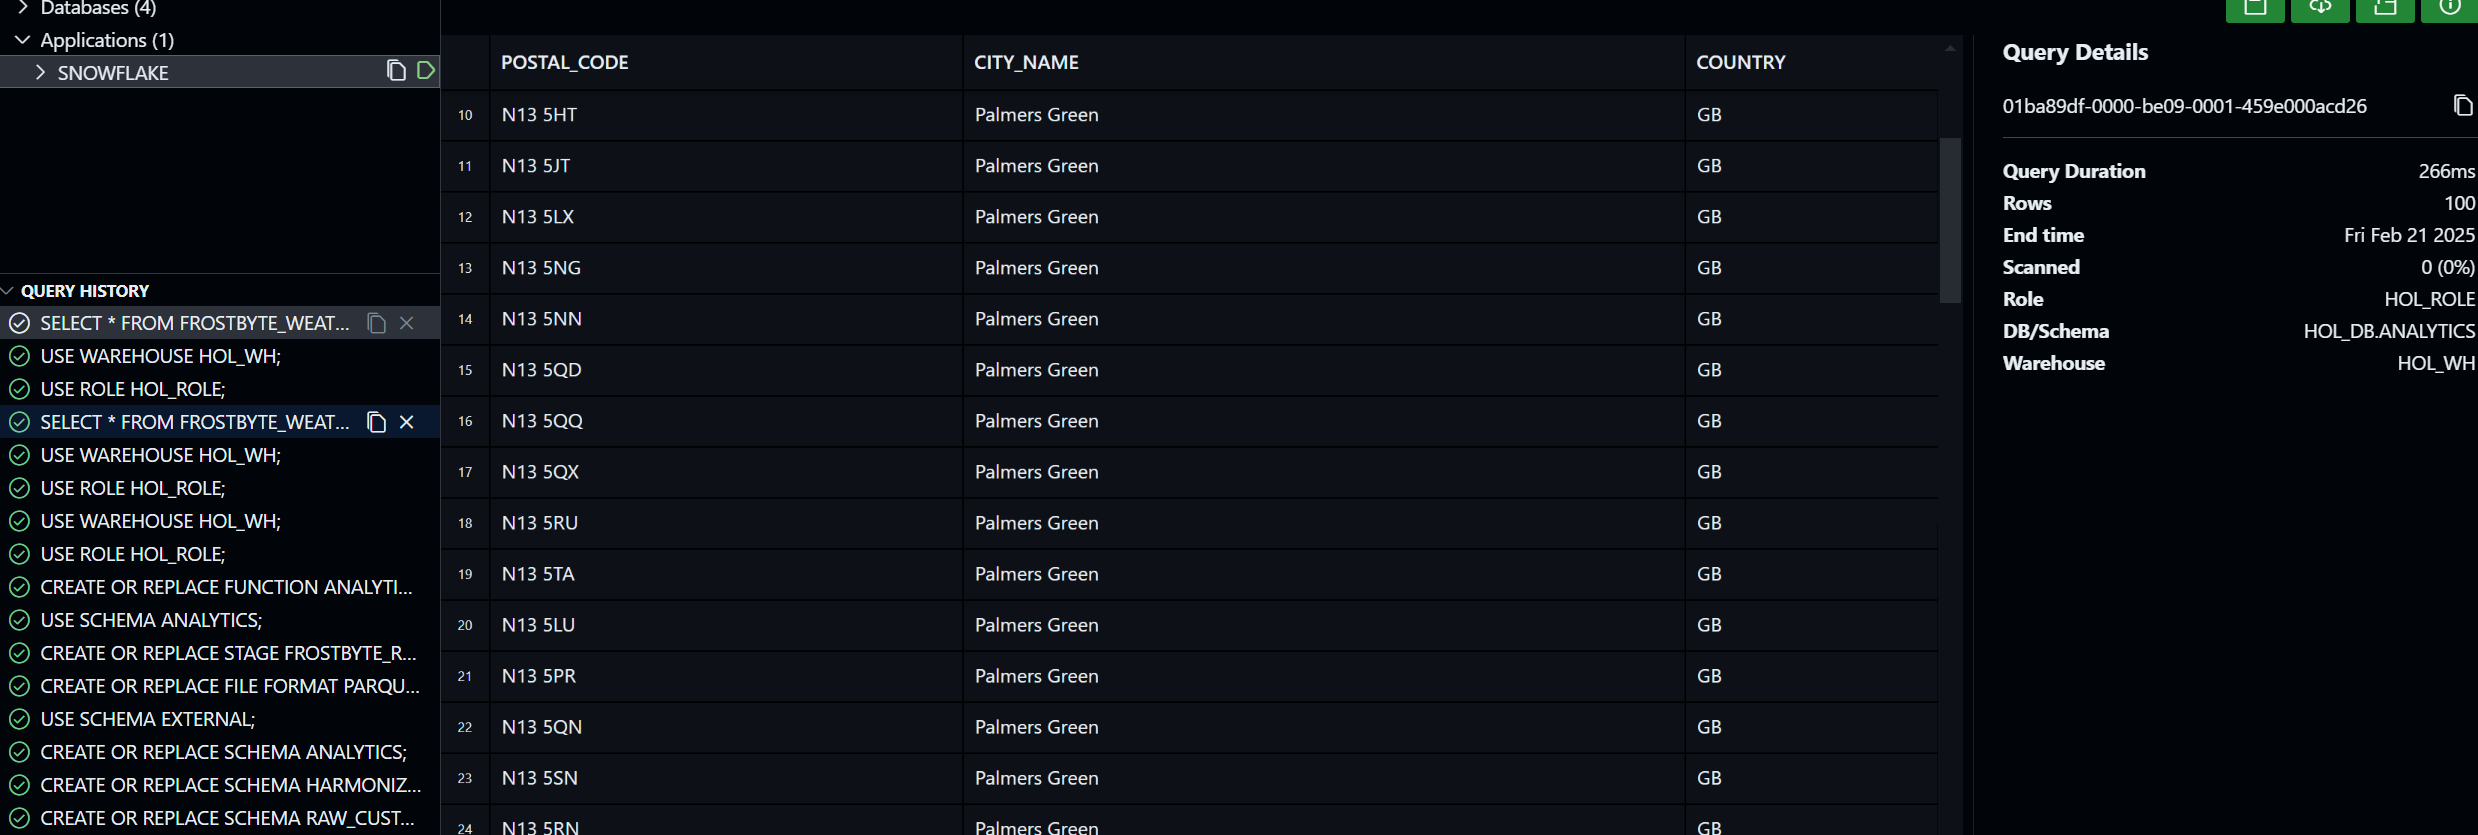 Databases (4)
Applications (1)
SNOWFLAKE
QUERY HISTORY
SELECT * FROM FROSTBYTE_WEAT...
USE WAREHOUSE HOL_WH;
USE ROLE HOL_ROLE;
SELECT * FROM FROSTBYTE_WEAT...
USE WAREHOUSE HOL_WH;
USE ROLE HOL_ROLE;
USE WAREHOUSE HOL_WH;
USE ROLE HOL_ROLE;
CREATE OR REPLACE FUNCTION ANALYTI...
USE SCHEMA ANALYTICS;
CREATE OR REPLACE STAGE FROSTBYTE_R...
CREATE OR REPLACE FILE FORMAT PARQU...
USE SCHEMA EXTERNAL;
CREATE OR REPLACE SCHEMA ANALYTICS;
CREATE OR REPLACE SCHEMA HARMONIZ...
CREATE OR REPLACE SCHEMA RAW_CUST...
POSTAL_CODE CITY_NAME COUNTRY
10 N13 5HT Palmers Green GB
11 N13 5JT Palmers Green GB
12 N13 5LX Palmers Green GB
13 N13 5NG Palmers Green GB
14 N13 5NN Palmers Green GB
15 N13 5QD Palmers Green GB
16 N13 5QQ Palmers Green GB
17 N13 5QX Palmers Green GB
18 N13 5RU Palmers Green GB
19 N13 5TA Palmers Green GB
20 N13 5LU Palmers Green GB
21 N13 5PR Palmers Green GB
22 N13 5QN Palmers Green GB
23 N13 5SN Palmers Green GB
24 N13 5RN Palmers Green GB
Query Details
01ba89df-0000-be09-0001-459e000acd26
Query Duration 266ms
Rows 100
End time Fri Feb 21 2025
Scanned 0 (0%)
Role HOL_ROLE
DB/Schema HOL_DB.ANALYTICS
Warehouse HOL_WH